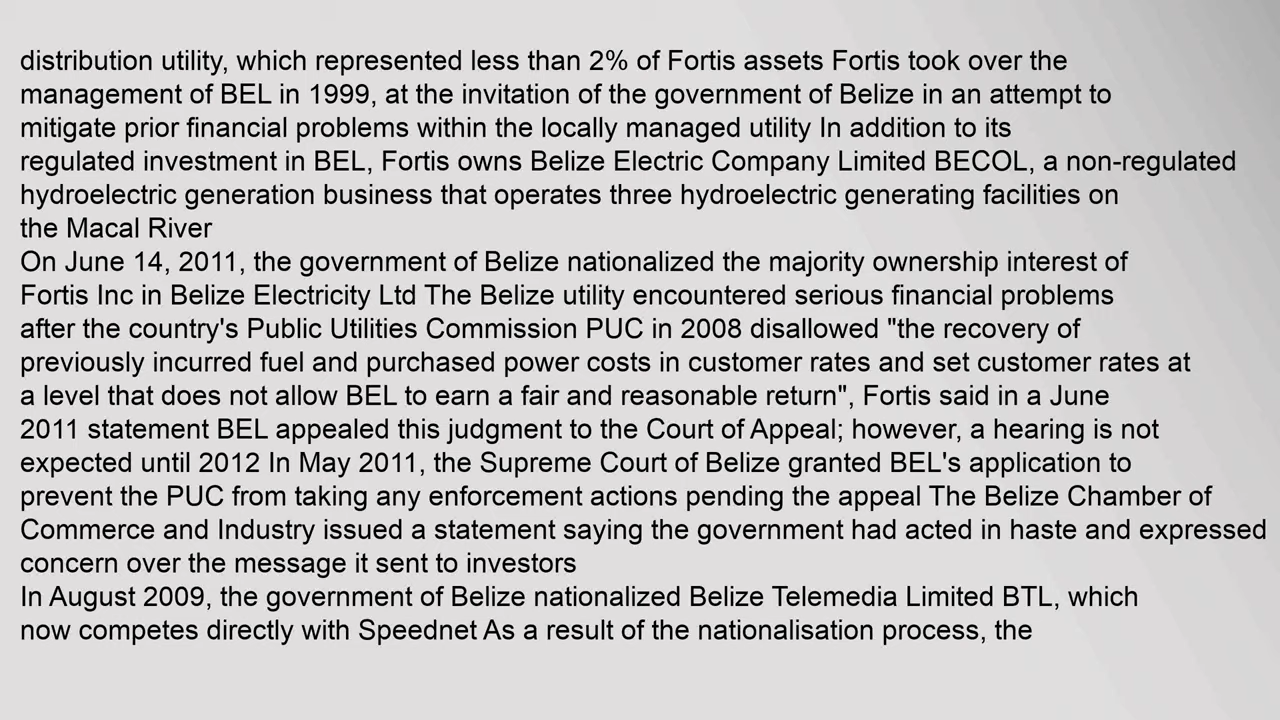 distribution utility, which represented less than 2% of Fortis assets Fortis took over the
management of BEL in 1999, at the invitation of the government of Belize in an attempt to
mitigate prior financial problems within the locally managed utility In addition to its
regulated investment in BEL, Fortis owns Belize Electric Company Limited BECOL, a non-regulated
hydroelectric generation business that operates three hydroelectric generating facilities on
the Macal River
On June 14, 2011, the government of Belize nationalized the majority ownership interest of
Fortis Inc in Belize Electricity Ltd The Belize utility encountered serious financial problems
after the country's Public Utilities Commission PUC in 2008 disallowed "the recovery of
previously incurred fuel and purchased power costs in customer rates and set customer rates at
a level that does not allow BEL to earn a fair and reasonable return", Fortis said in a June
2011 statement BEL appealed this judgment to the Court of Appeal; however, a hearing is not
expected until 2012 In May 2011, the Supreme Court of Belize granted BEL's application to
prevent the PUC from taking any enforcement actions pending the appeal The Belize Chamber of
Commerce and Industry issued a statement saying the government had acted in haste and expressed
concern over the message it sent to investors
In August 2009, the government of Belize nationalized Belize Telemedia Limited BTL, which
now competes directly with Speednet As a result of the nationalisation process, the